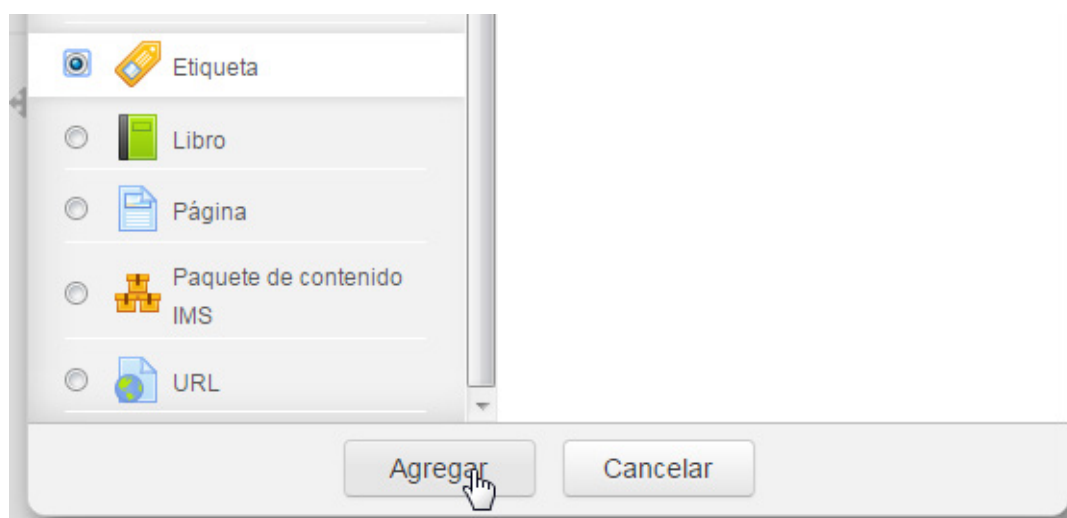 Etiqueta
Libro
Página
Paquete de contenido
IMS
URL
Agregar
Cancelar